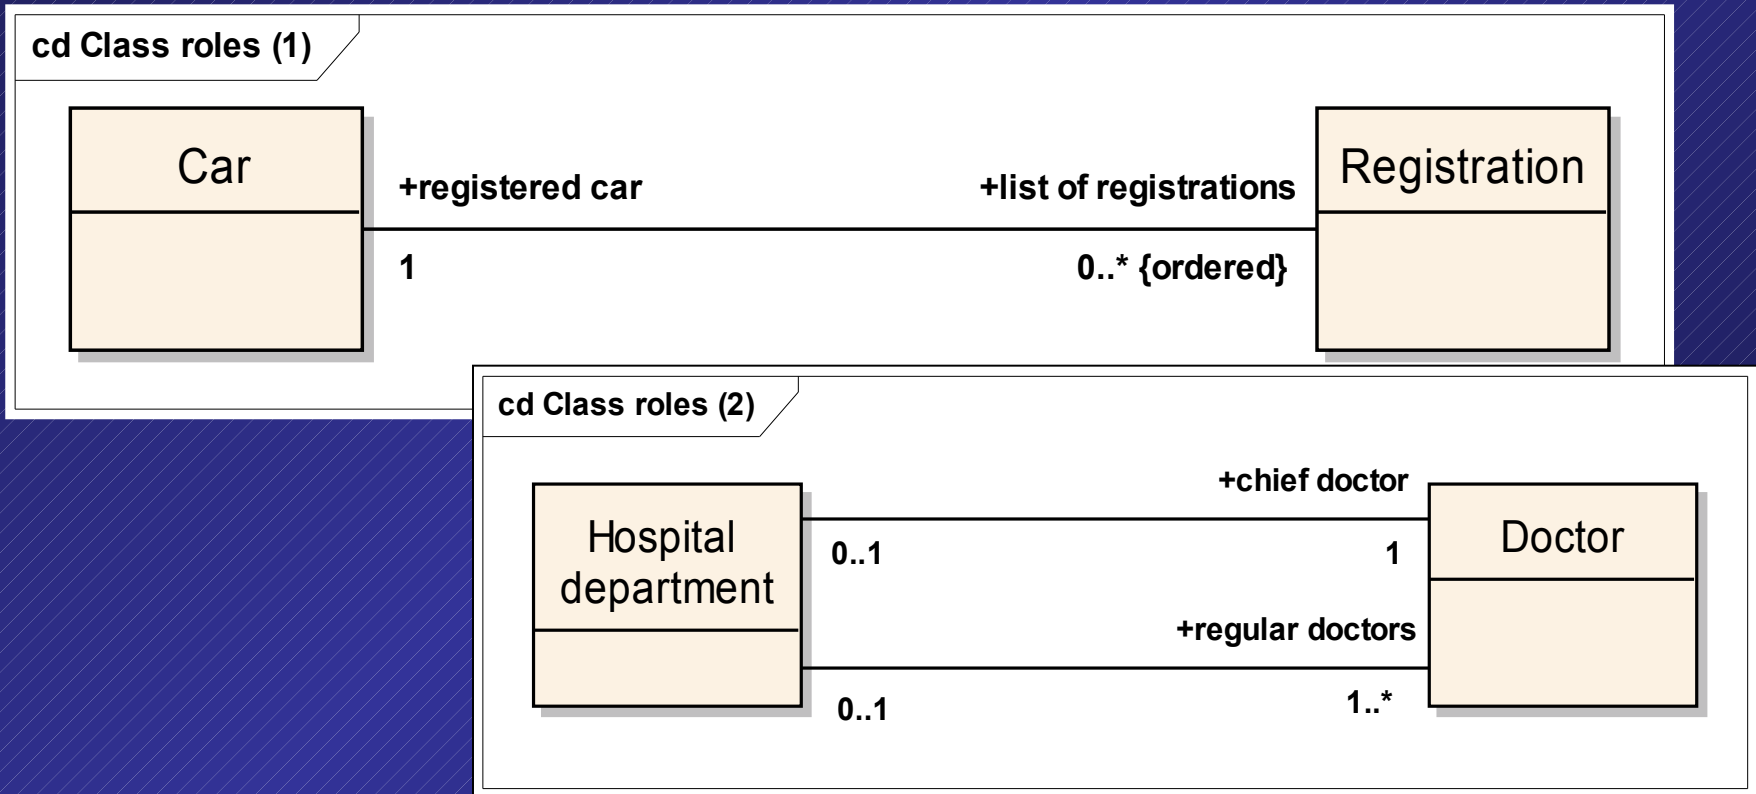 cd Class roles (1)
Car
+registered car
+list of registrations
Registration
1
0..* {ordered}
cd Class roles (2)
Hospital
department
+chief doctor
0..1
1
Doctor
+regular doctors
0..1
1..*